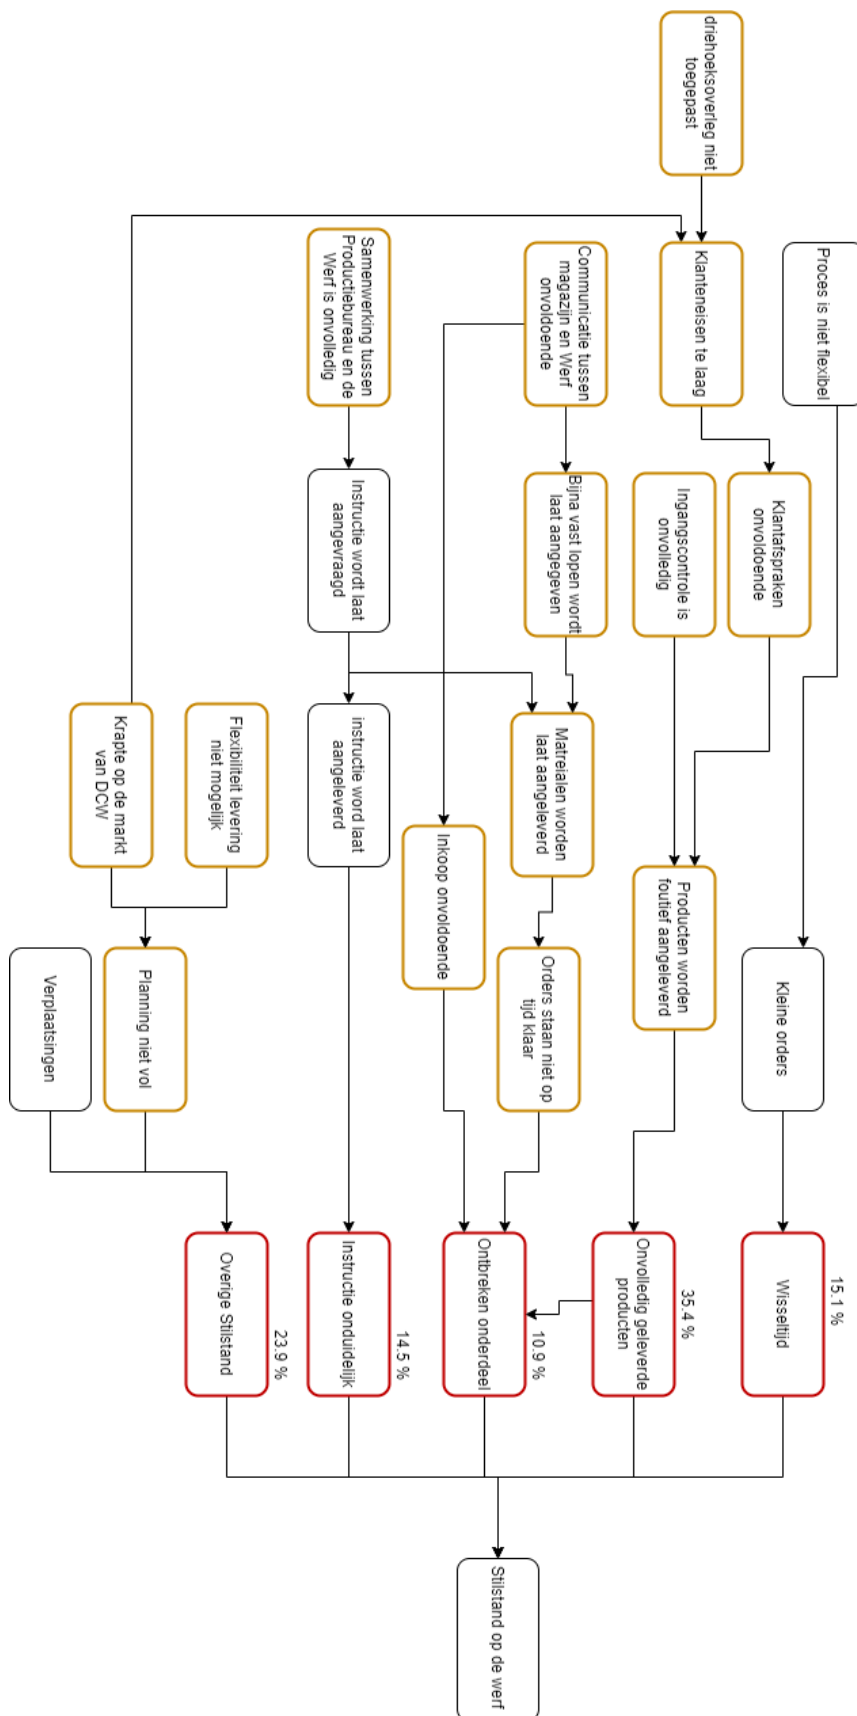 driehoeksoverleg niet
toegepast
Proces is niet flexibel
Klanteneisen te laag
Communicatie tussen
magazijn en Werf
onvoldoende
Samenwerking tussen
Productiebureau en de
Werf is onvolledig
Klantafspraken
onvoldoende
Ingangscontrole is
onvolledig
Bijna vast lopen wordt
laat aangegeven
Instructie wordt laat
aangevraagd
Matreialen worden
laat aangeleverd
instructie word laat
aangeleverd
Flexibiliteit levering
niet mogelijk
Krapte op de markt
van DCW
Producten worden
foutief aangeleverd
Inkoop onvoldoende
Kleine orders
Orders staan niet op
tijd klaar
Planning niet vol
Verplaatsingen
15.1 %
Wisseltijd
35.4 %
Onvolledig geleverde
producten
10.9 %
Ontbreken onderdeel
14.5 %
Instructie onduidelijk
23.9 %
Overige Stilstand
Stilstand op de werf